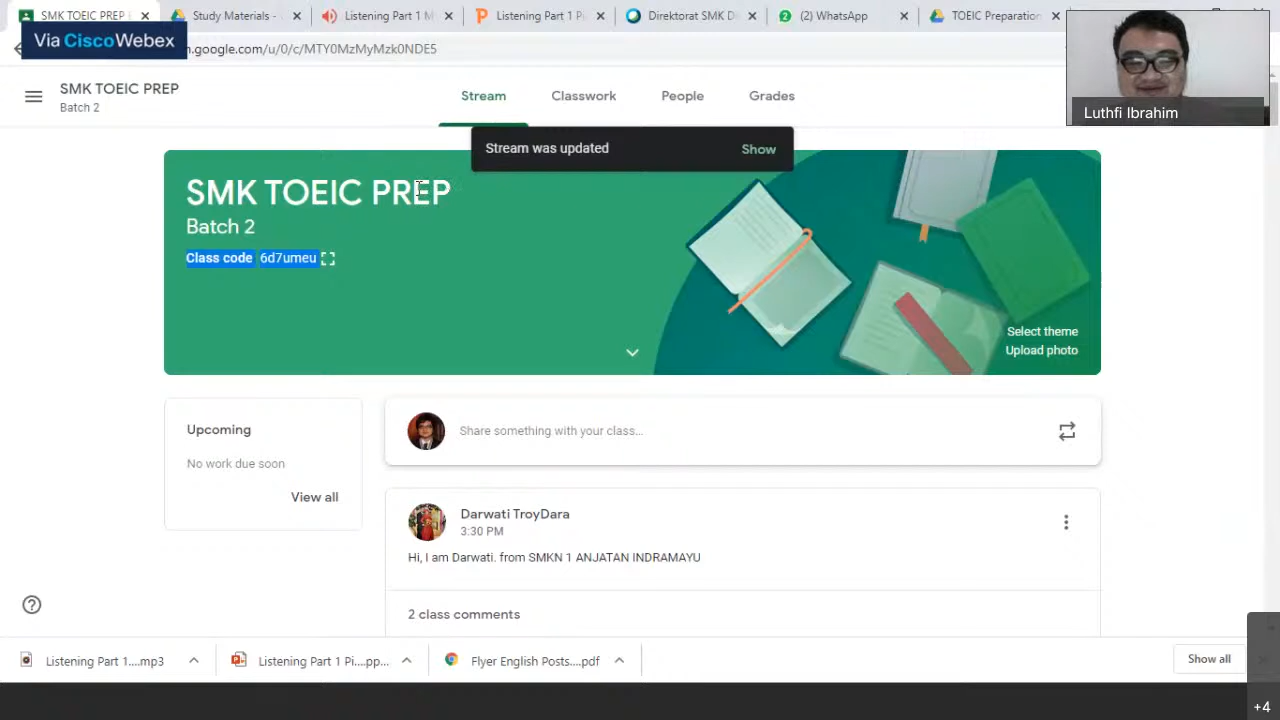 SMK TOEIC PREP
Study Materials -
Listening Part 1 M
Listening Part 1 P
Direktorat SMK D
(2) WhatsApp
TOEIC Preparation
Via CiscoWebex
n.google.com/u/0/c/MTY0MzMyMzk0NDE5
SMK TOEIC PREP
Batch 2
Stream
Classwork
People
Grades
Luthfi Ibrahim
Stream was updated
Show
SMK TOEIC PREP
Batch 2
Class code 6d7umeu
Select theme
Upload photo
Upcoming
No work due soon
View all
Share something with your class...
Darwati TroyDara
3:30 PM
Hi, I am Darwati. from SMKN 1 ANJATAN INDRAMAYU
2 class comments
Listening Part 1....mp3
Listening Part 1 Pi....pp...
Flyer English Posts....pdf
Show all
+4